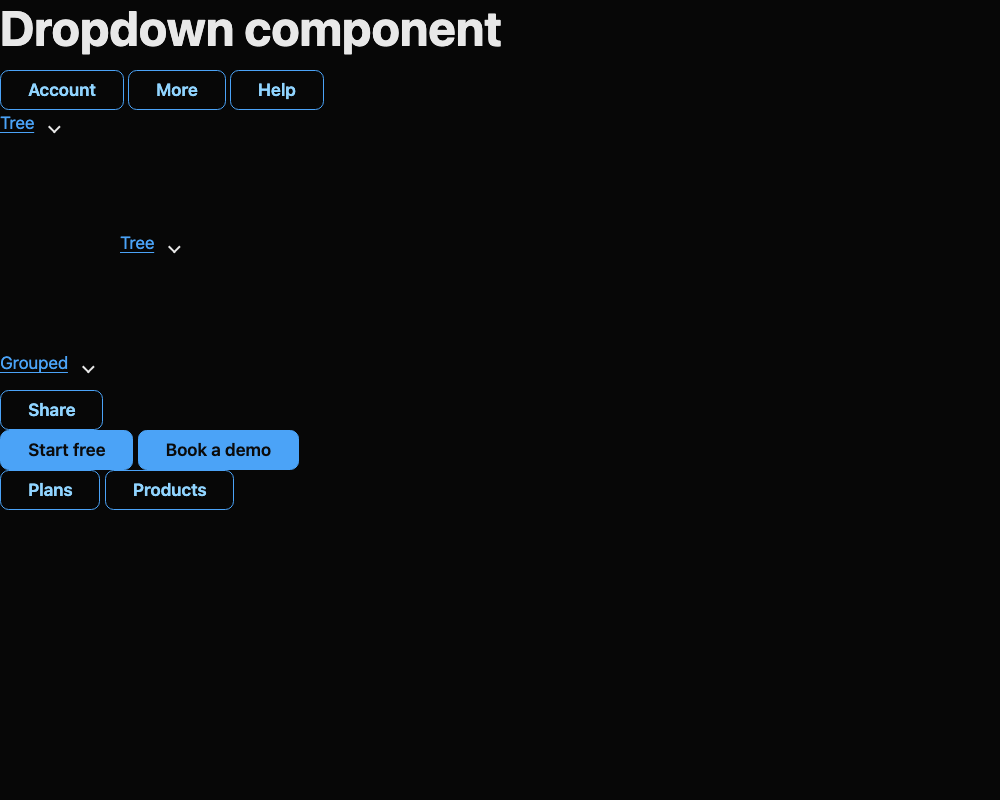 Dropdown component
Account More Help
Tree
Tree
Grouped
Share
Start free Book a demo
Plans Products